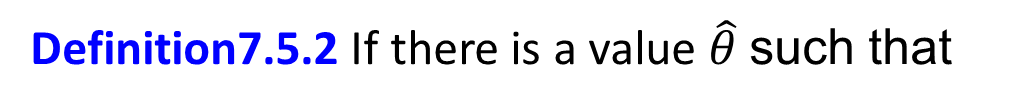 Definition7.5.2 If there is a value θ̂ such that